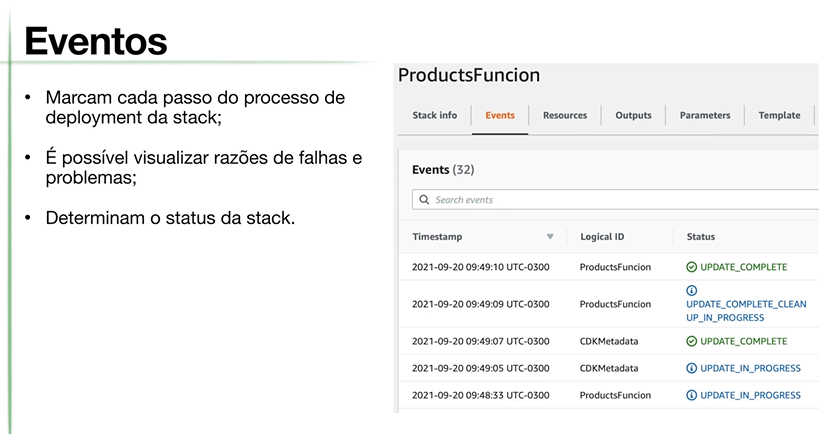 Eventos
• Marcam cada passo do processo de
deployment da stack;
• É possível visualizar razões de falhas e
problemas;
• Determinam o status da stack.
ProductsFuncion
Stack info Events Resources Outputs Parameters Template
Events (32)
Search events
Timestamp Logical ID Status
2021-09-20 09:49:10 UTC-0300 ProductsFuncion UPDATE_COMPLETE
2021-09-20 09:49:09 UTC-0300 ProductsFuncion UPDATE_COMPLETE_CLEAN
UP_IN_PROGRESS
2021-09-20 09:49:07 UTC-0300 CDKMetadata UPDATE_COMPLETE
2021-09-20 09:49:05 UTC-0300 CDKMetadata UPDATE_IN_PROGRESS
2021-09-20 09:48:33 UTC-0300 ProductsFuncion UPDATE_IN_PROGRESS